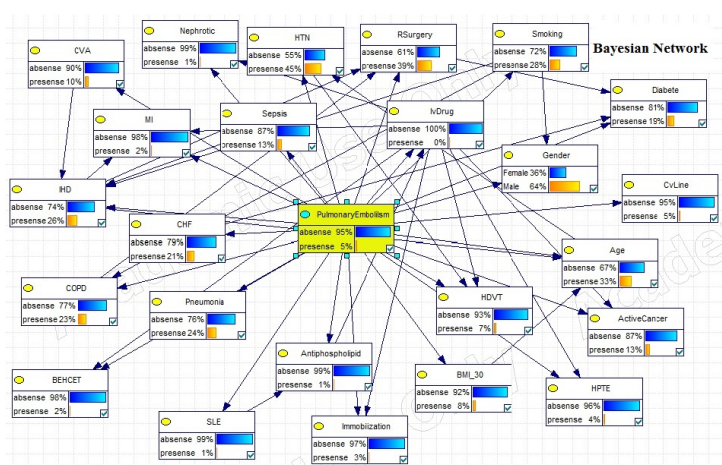 Bayesian Network
Nephrotic
absense 99%
presense 1%
HTN
absense 55%
presense 45%
RSurgery
absense 61%
presense 39%
Smoking
absense 72%
presense 28%
CVA
absense 90%
presense 10%
Diabete
absense 81%
presense 19%
MI
absense 98%
presense 2%
Sepsis
absense 87%
presense 13%
IvDrug
absense 100%
presense 0%
Gender
Female 36%
Male 64%
IHD
absense 74%
presense 26%
CvLine
absense 95%
presense 5%
PulmonaryEmbolism
absense 95%
presense 5%
CHF
absense 79%
presense 21%
Age
absense 67%
presense 33%
COPD
absense 77%
presense 23%
Pneumonia
absense 76%
presense 24%
HDVT
absense 93%
presense 7%
ActiveCancer
absense 87%
presense 13%
Antiphospholipid
absense 99%
presense 1%
BEHCET
absense 98%
presense 2%
BMI_30
absense 92%
presense 8%
HPTE
absense 96%
presense 4%
SLE
absense 99%
presense 1%
Immobiization
absense 97%
presense 3%